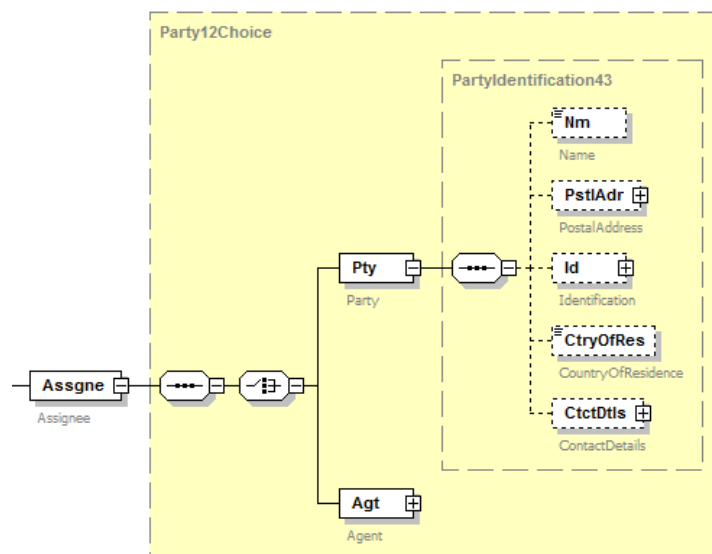 Party12Choice
PartyIdentification43
Nm
Name
PstlAdr
PostalAddress
Pty
Party
Id
Identification
CtryOfRes
CountryOfResidence
Assgne
Assignee
CtctDtls
ContactDetails
Agt
Agent